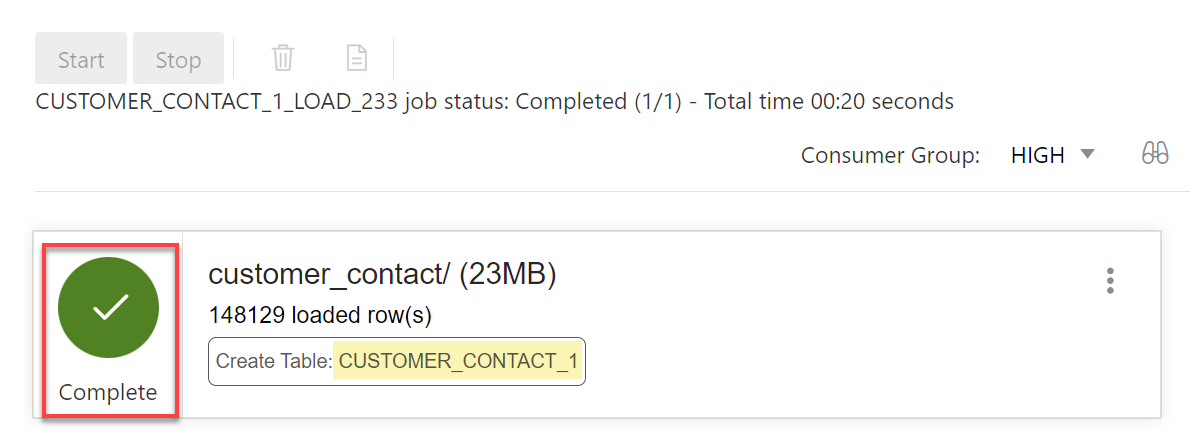 Start Stop
CUSTOMER_CONTACT_1_LOAD_233 job status: Completed (1/1) - Total time 00:20 seconds
Consumer Group: HIGH
customer_contact/ (23MB)
148129 loaded row(s)
Create Table: CUSTOMER_CONTACT_1
Complete